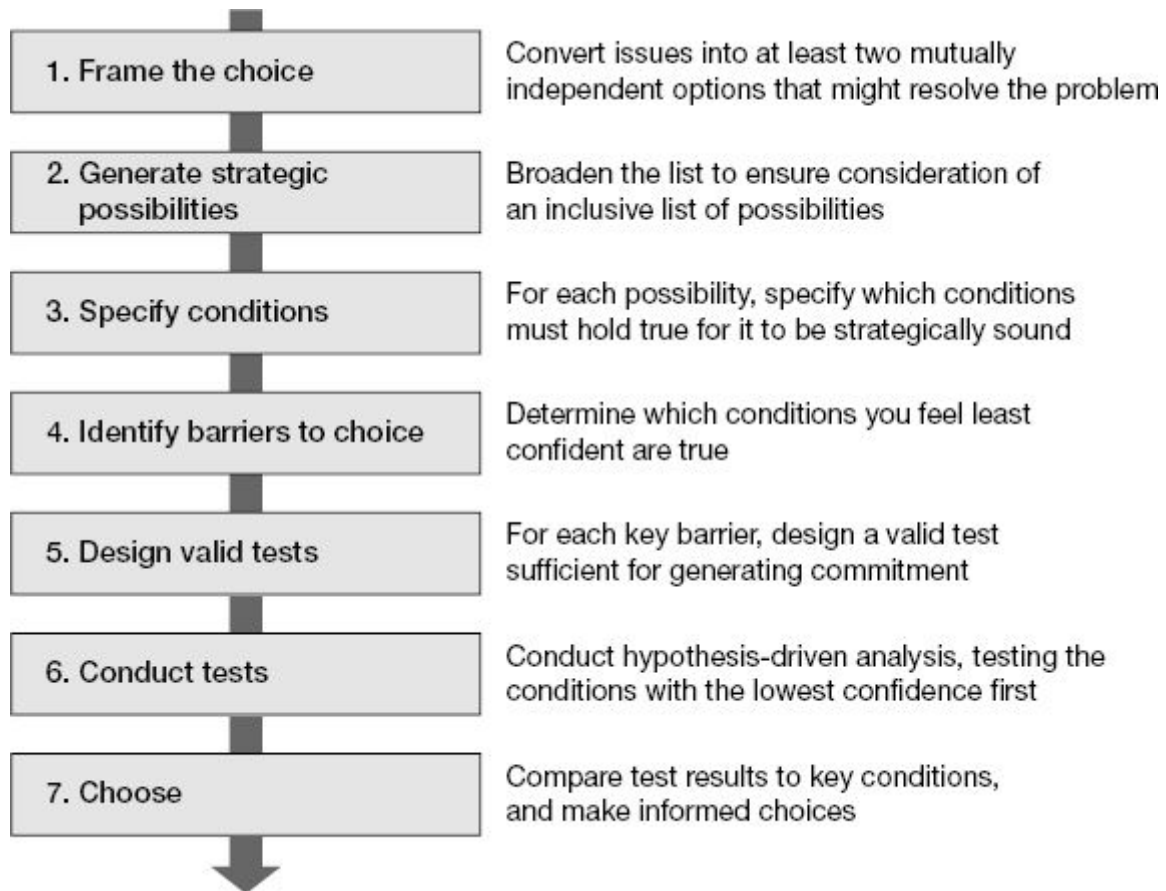 1. Frame the choice
Convert issues into at least two mutually
independent options that might resolve the problem
2. Generate strategic
possibilities
Broaden the list to ensure consideration of
an inclusive list of possibilities
3. Specify conditions
For each possibility, specify which conditions
must hold true for it to be strategically sound
4. Identify barriers to choice
Determine which conditions you feel least
confident are true
5. Design valid tests
For each key barrier, design a valid test
sufficient for generating commitment
6. Conduct tests
Conduct hypothesis-driven analysis, testing the
conditions with the lowest confidence first
7. Choose
Compare test results to key conditions,
and make informed choices